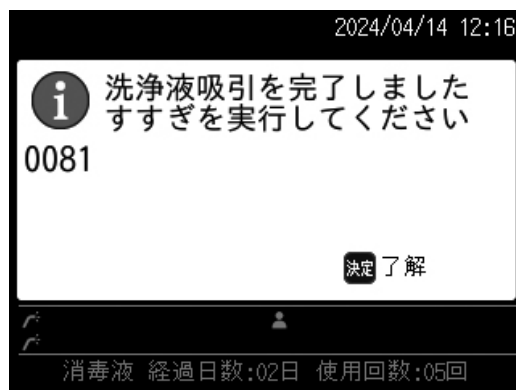 2024/04/14 12:16
洗浄液吸引を完了しました
すすぎを実行してください
0081
決定 了解
消毒液 経過日数:02日 使用回数:05回